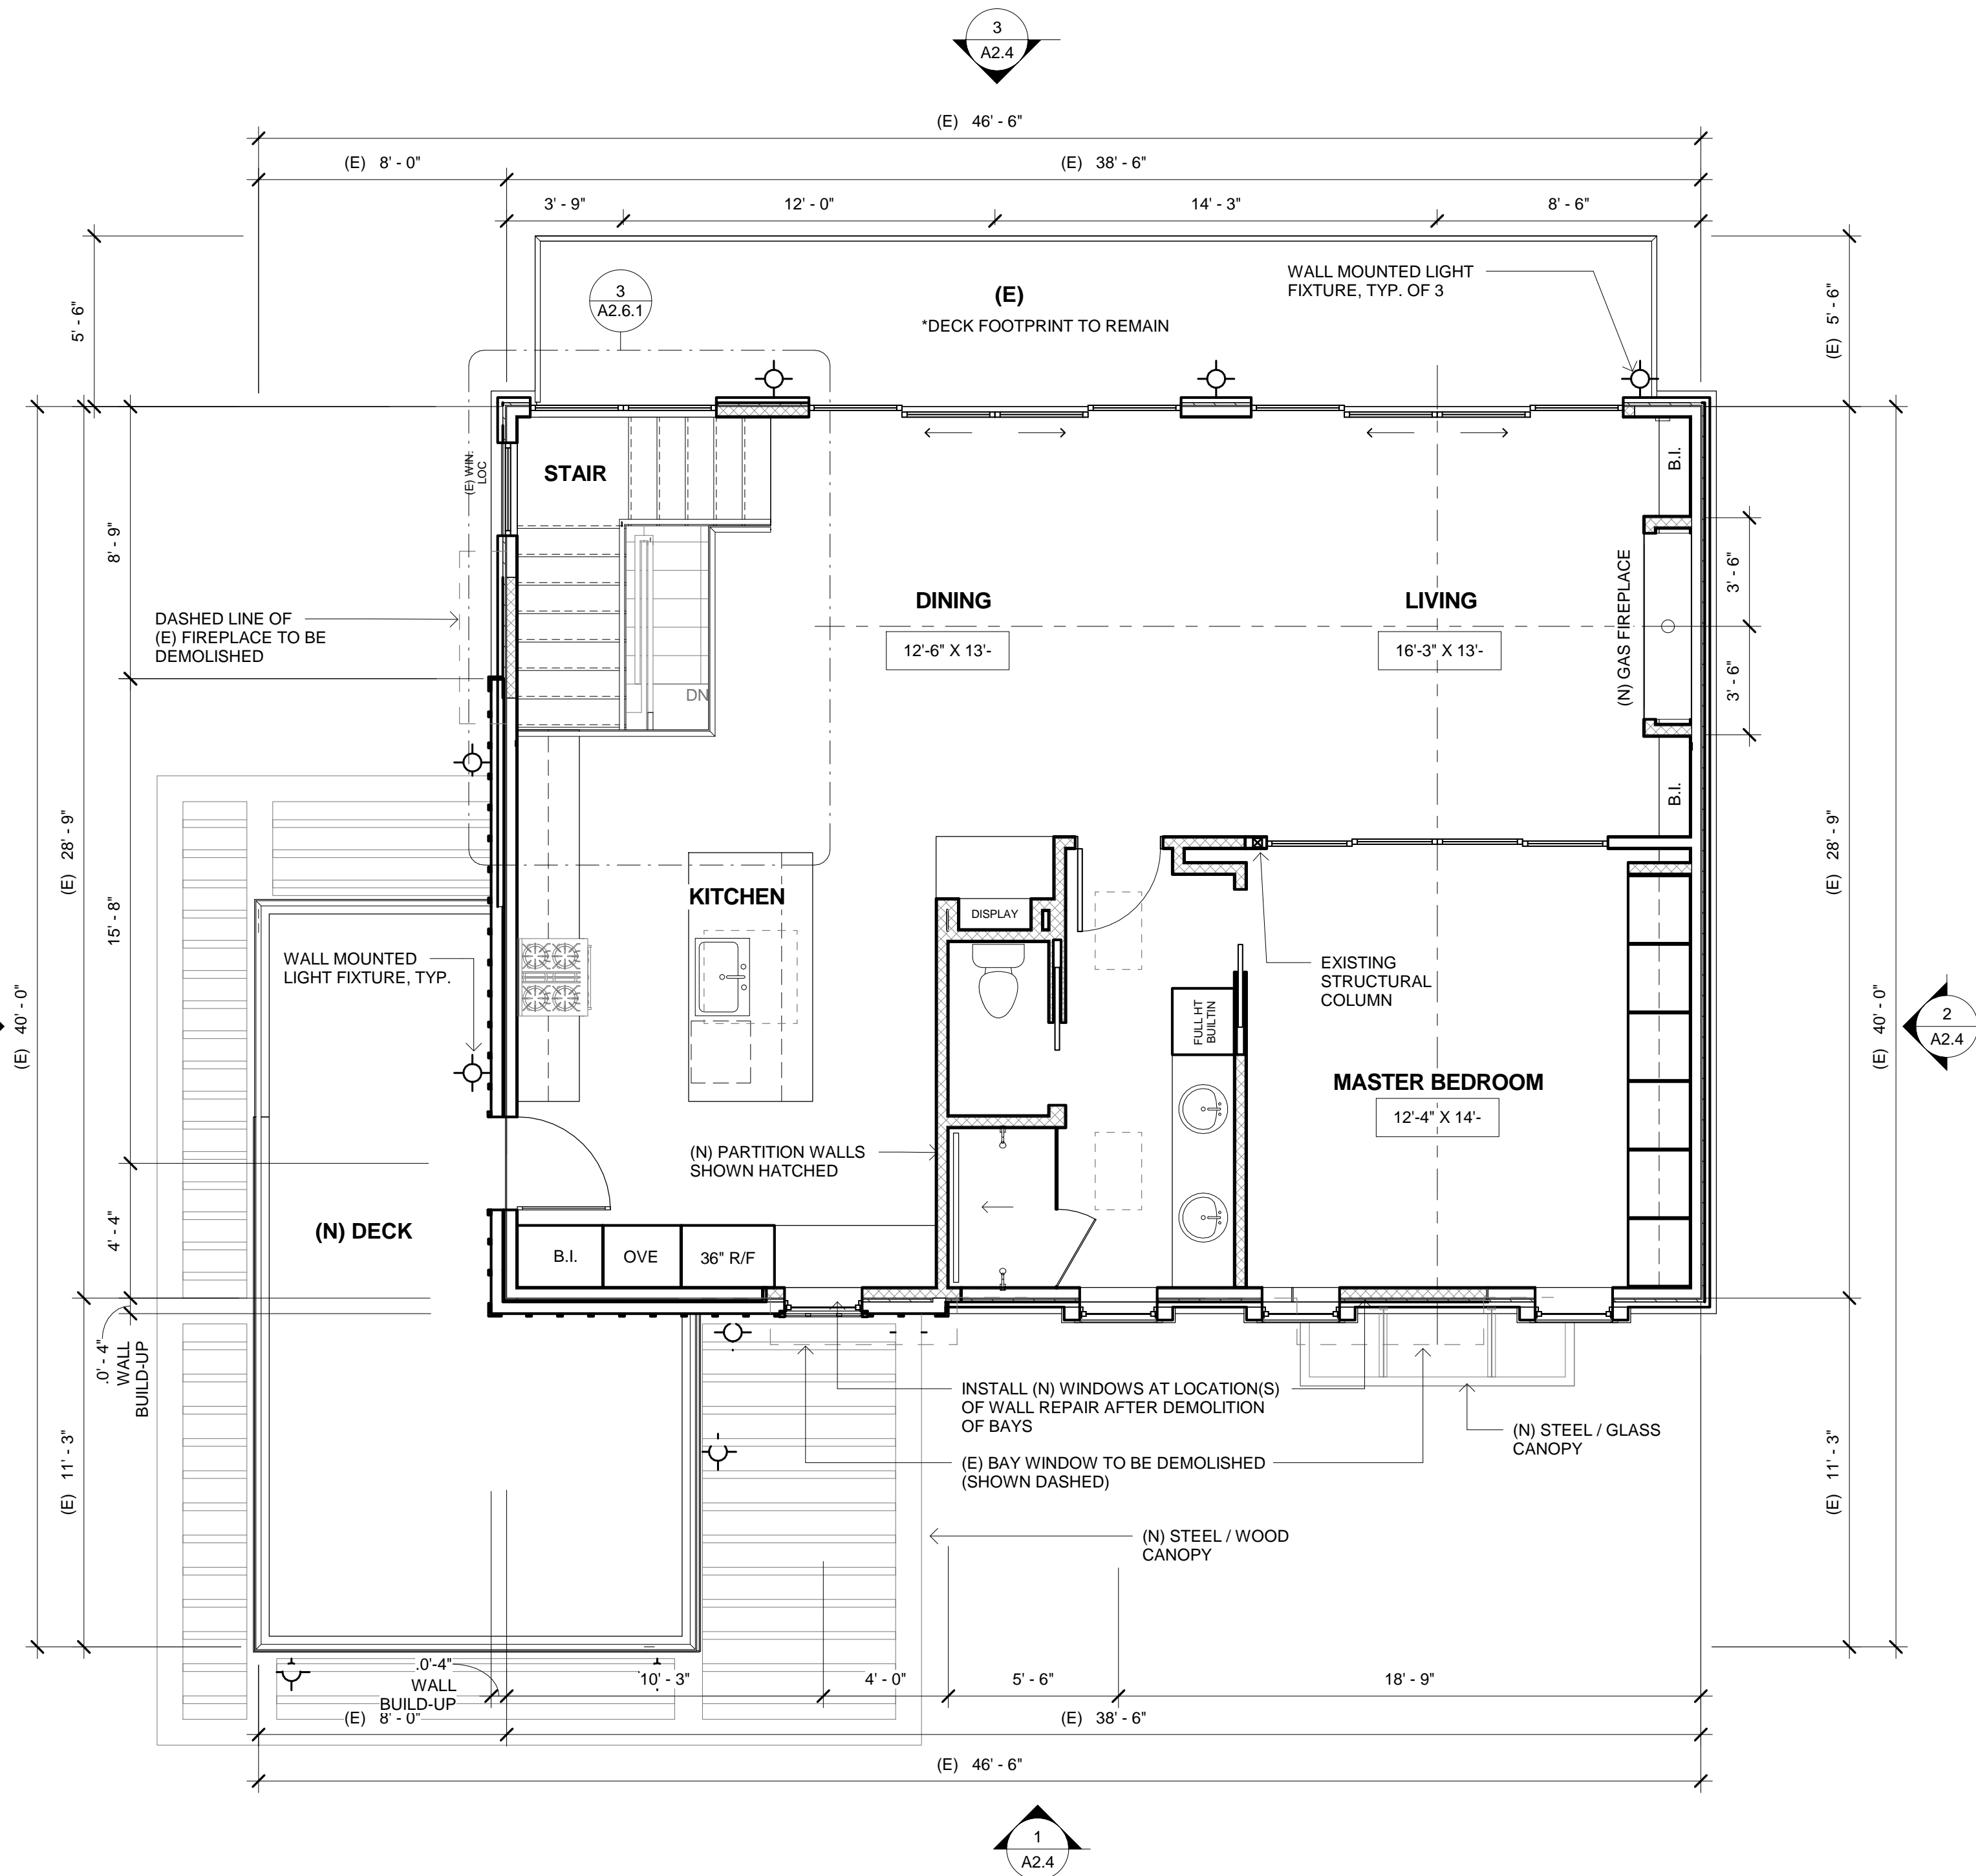 3
A2.4
(E) 46' - 6"
(E) 8' - 0"
(E) 38' - 6"
3' - 9"
12' - 0"
14' - 3"
8' - 6"
3
A2.6.1
(E)
*DECK FOOTPRINT TO REMAIN
WALL MOUNTED LIGHT
FIXTURE, TYP. OF 3
5' - 6"
(E) 5' - 6"
(E) WIN.
LOC
STAIR
B.I.
8' - 9"
DASHED LINE OF
(E) FIREPLACE TO BE
DEMOLISHED
DINING
12'-6" X 13'-
LIVING
16'-3" X 13'-
(N) GAS FIREPLACE
3' - 6"
3' - 6"
DN
B.I.
(E) 28' - 9"
(E) 28' - 9"
15' - 8"
KITCHEN
DISPLAY
WALL MOUNTED
LIGHT FIXTURE, TYP.
EXISTING
STRUCTURAL
COLUMN
FULL HT
BUILTIN
(E) 40' - 0"
(E) 40' - 0"
2
A2.4
MASTER BEDROOM
12'-4" X 14'-
(N) PARTITION WALLS
SHOWN HATCHED
4' - 4"
(N) DECK
B.I.
OVE
36" R/F
.0' - 4"
WALL
BUILD-UP
INSTALL (N) WINDOWS AT LOCATION(S)
OF WALL REPAIR AFTER DEMOLITION
OF BAYS
(N) STEEL / GLASS
CANOPY
(E) BAY WINDOW TO BE DEMOLISHED
(SHOWN DASHED)
(E) 11' - 3"
(E) 11' - 3"
(N) STEEL / WOOD
CANOPY
.0'-4"
WALL
BUILD-UP
10' - 3"
4' - 0"
5' - 6"
18' - 9"
(E) 8' - 0"
(E) 38' - 6"
(E) 46' - 6"
1
A2.4